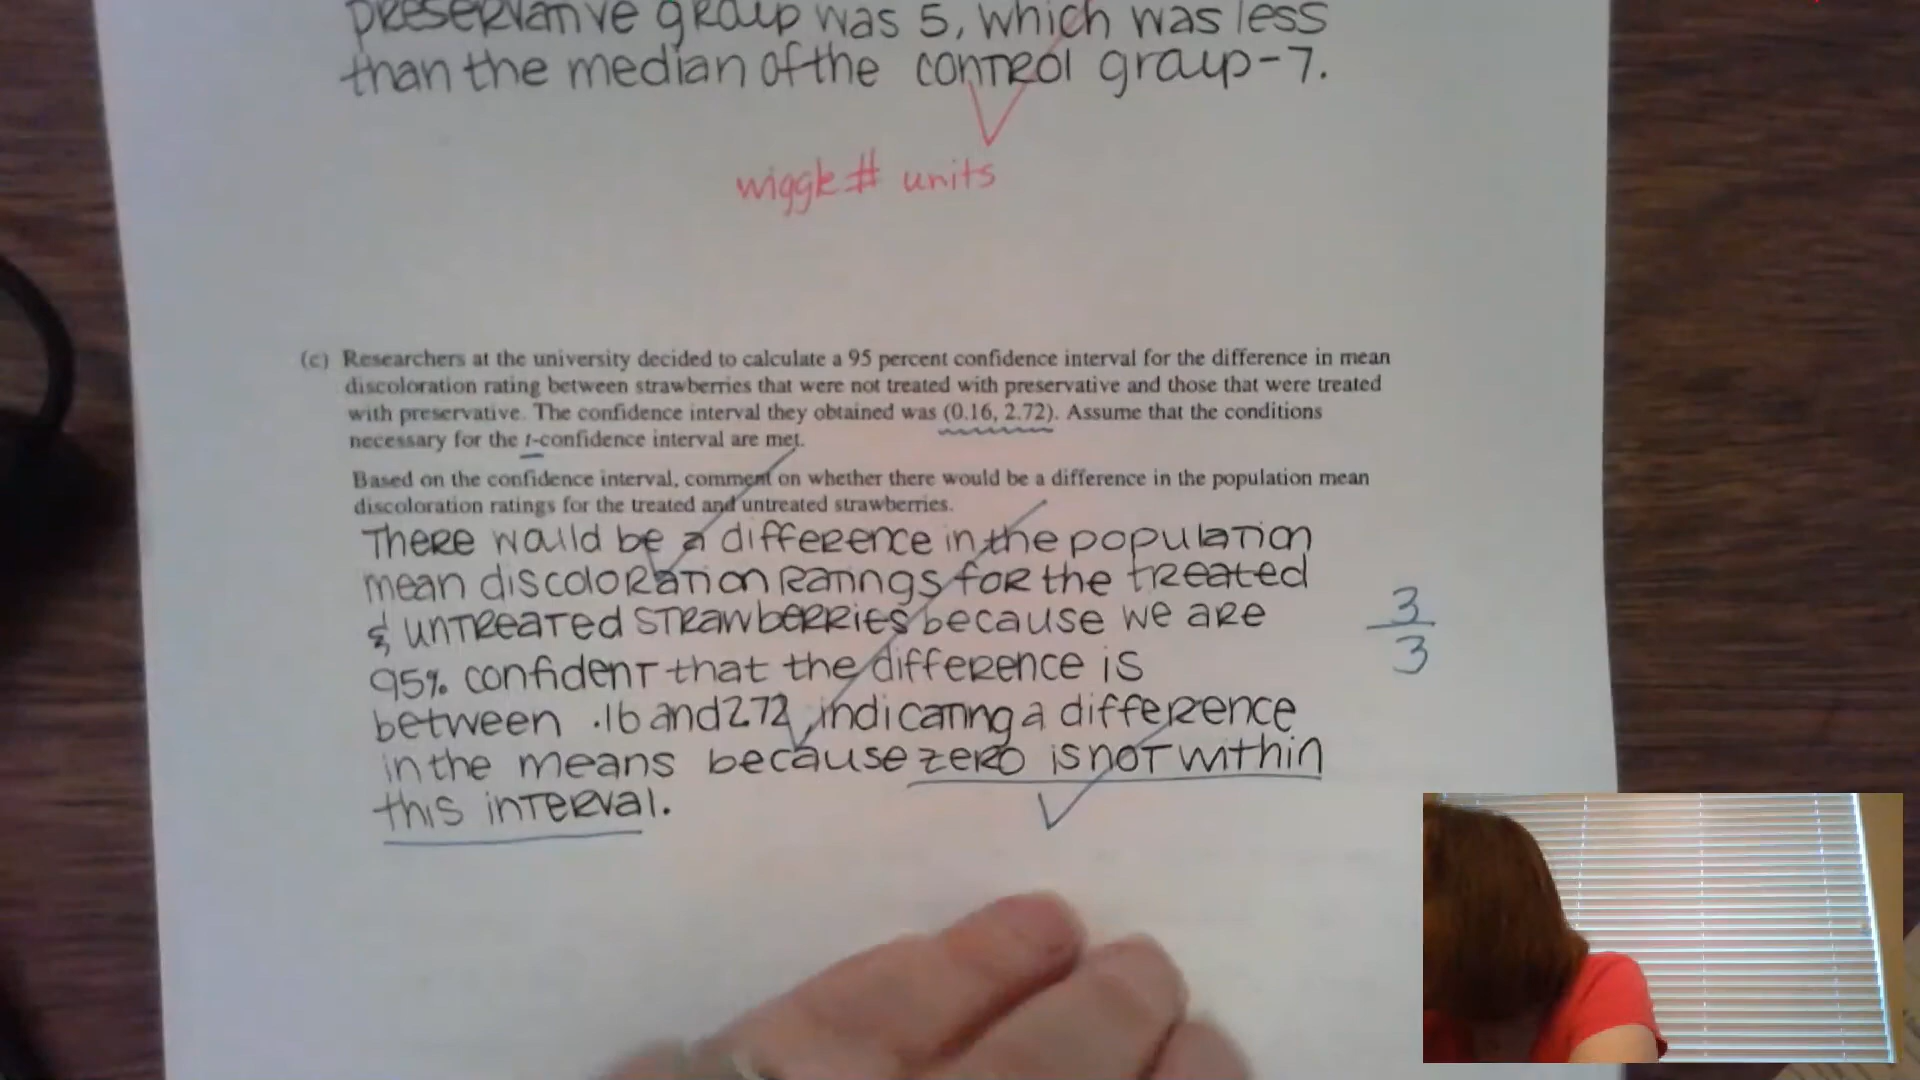 preservative group was 5, which was less
than the median of the control group-7.
wiggle # units
(c) Researchers at the university decided to calculate a 95 percent confidence interval for the difference in mean
discoloration rating between strawberries that were not treated with preservative and those that were treated
with preservative. The confidence interval they obtained was (0.16, 2.72). Assume that the conditions
necessary for the t-confidence interval are met.
Based on the confidence interval, comment on whether there would be a difference in the population mean
discoloration ratings for the treated and untreated strawberries.
There would be a difference in the population
mean discoloration ratings for the treated
& untreated strawberries because we are
95% confident that the difference is
between .16 and 2.72, indicating a difference
in the means because zero is not within
this interval.
3
3